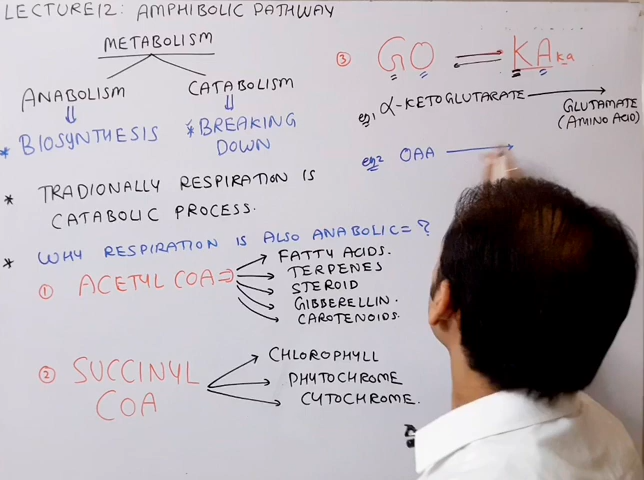 LECTURE12: AMPHIBOLIC PATHWAY
METABOLISM
ANABOLISM
CATABOLISM
* BIOSYNTHESIS
* BREAKING
DOWN
* TRADIONALLY RESPIRATION IS
CATABOLIC PROCESS.
* WHY RESPIRATION IS ALSO ANABOLIC=?
① ACETYL COA ⇒
FATTY ACIDS.
TERPENES
STEROID
GIBBERELLIN.
CAROTENOIDS.
② SUCCINYL
COA
CHLOROPHYLL
PHYTOCHROME
CYTOCHROME.
③ GO ⇌ KA ka
eg1 α-KETOGLUTARATE → GLUTAMATE
(AMINO ACID)
eg2 OAA →